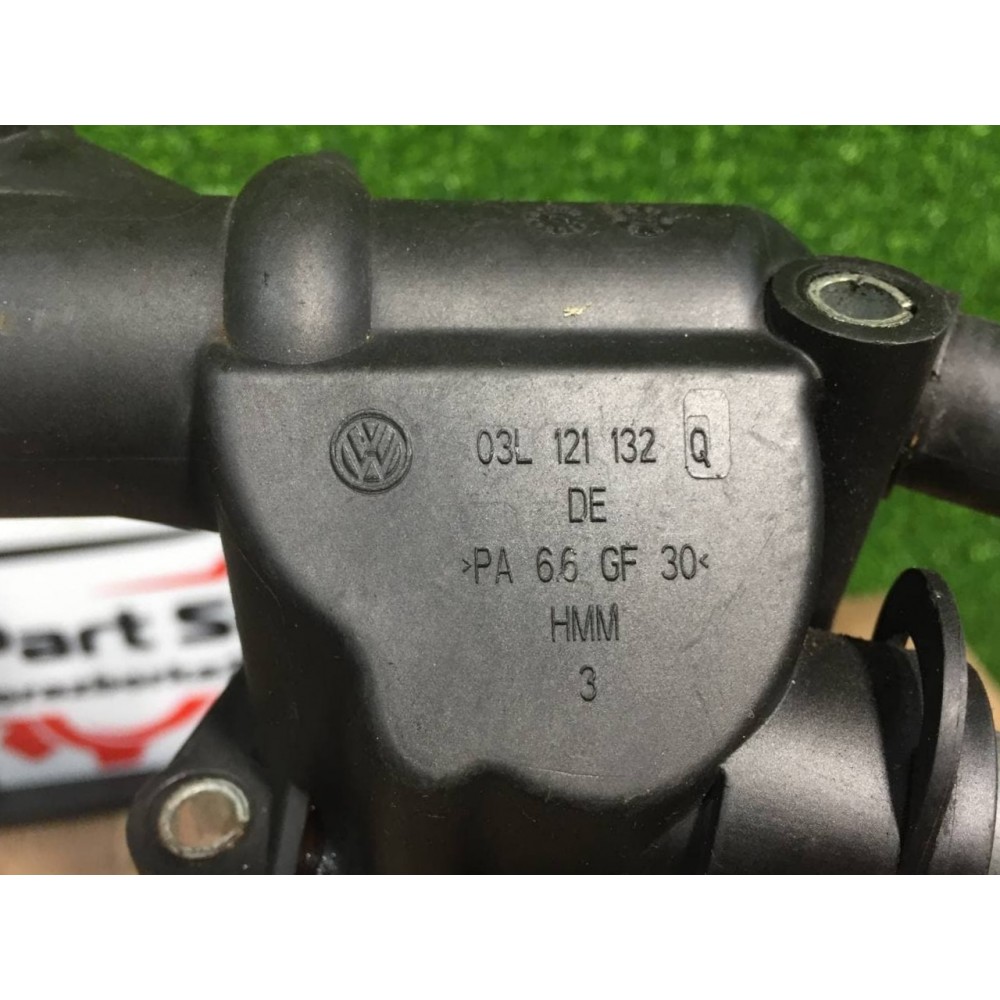 03L 121 132 Q
DE
>PA 6.6 GF 30<
HMM
3
Part S